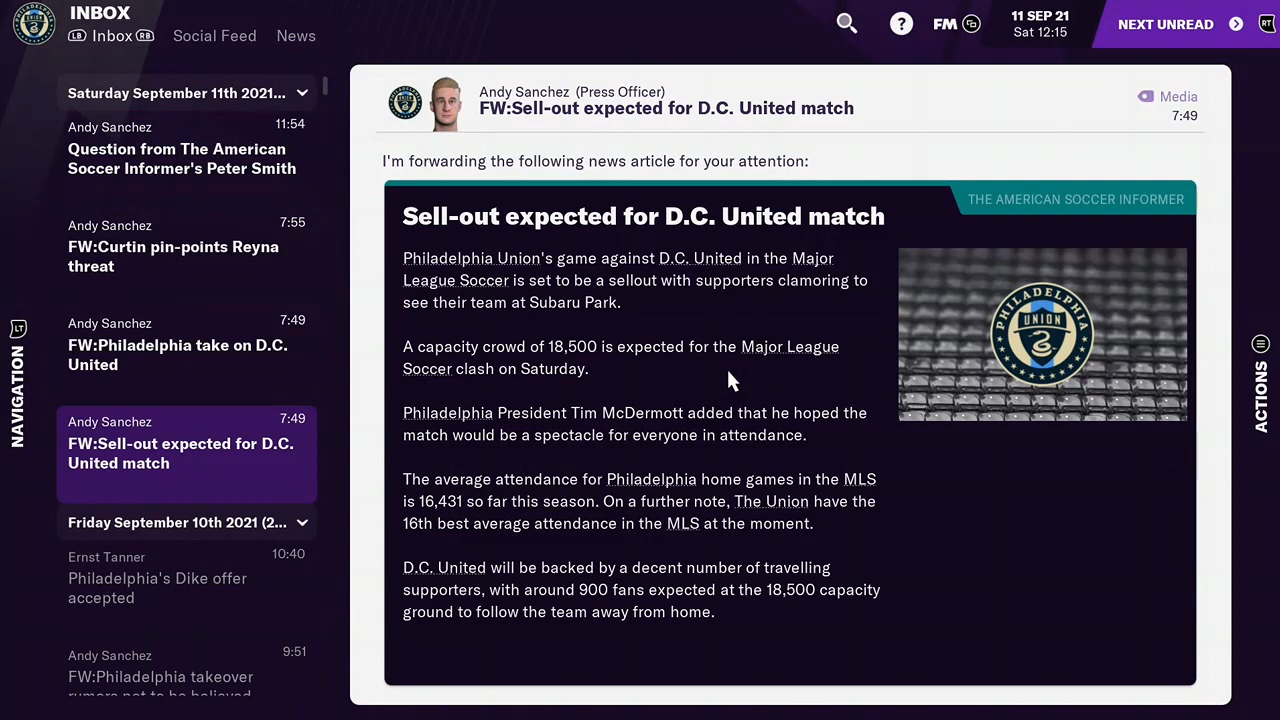 INBOX
LB Inbox RB Social Feed News
? FM 11 SEP 21
Sat 12:15
NEXT UNREAD RT
Saturday September 11th 2021...
Andy Sanchez 11:54
Question from The American
Soccer Informer's Peter Smith
Andy Sanchez 7:55
FW:Curtin pin-points Reyna
threat
Andy Sanchez 7:49
FW:Philadelphia take on D.C.
United
Andy Sanchez 7:49
FW:Sell-out expected for D.C.
United match
Friday September 10th 2021 (2...
Ernst Tanner 10:40
Philadelphia's Dike offer
accepted
Andy Sanchez 9:51
FW:Philadelphia takeover
rumors not to be believed
NAVIGATION LT
Andy Sanchez (Press Officer)
FW:Sell-out expected for D.C. United match
Media
7:49
I'm forwarding the following news article for your attention:
THE AMERICAN SOCCER INFORMER
Sell-out expected for D.C. United match
Philadelphia Union's game against D.C. United in the Major
League Soccer is set to be a sellout with supporters clamoring to
see their team at Subaru Park.
A capacity crowd of 18,500 is expected for the Major League
Soccer clash on Saturday.
Philadelphia President Tim McDermott added that he hoped the
match would be a spectacle for everyone in attendance.
The average attendance for Philadelphia home games in the MLS
is 16,431 so far this season. On a further note, The Union have the
16th best average attendance in the MLS at the moment.
D.C. United will be backed by a decent number of travelling
supporters, with around 900 fans expected at the 18,500 capacity
ground to follow the team away from home.
PHILADELPHIA
UNION
ACTIONS